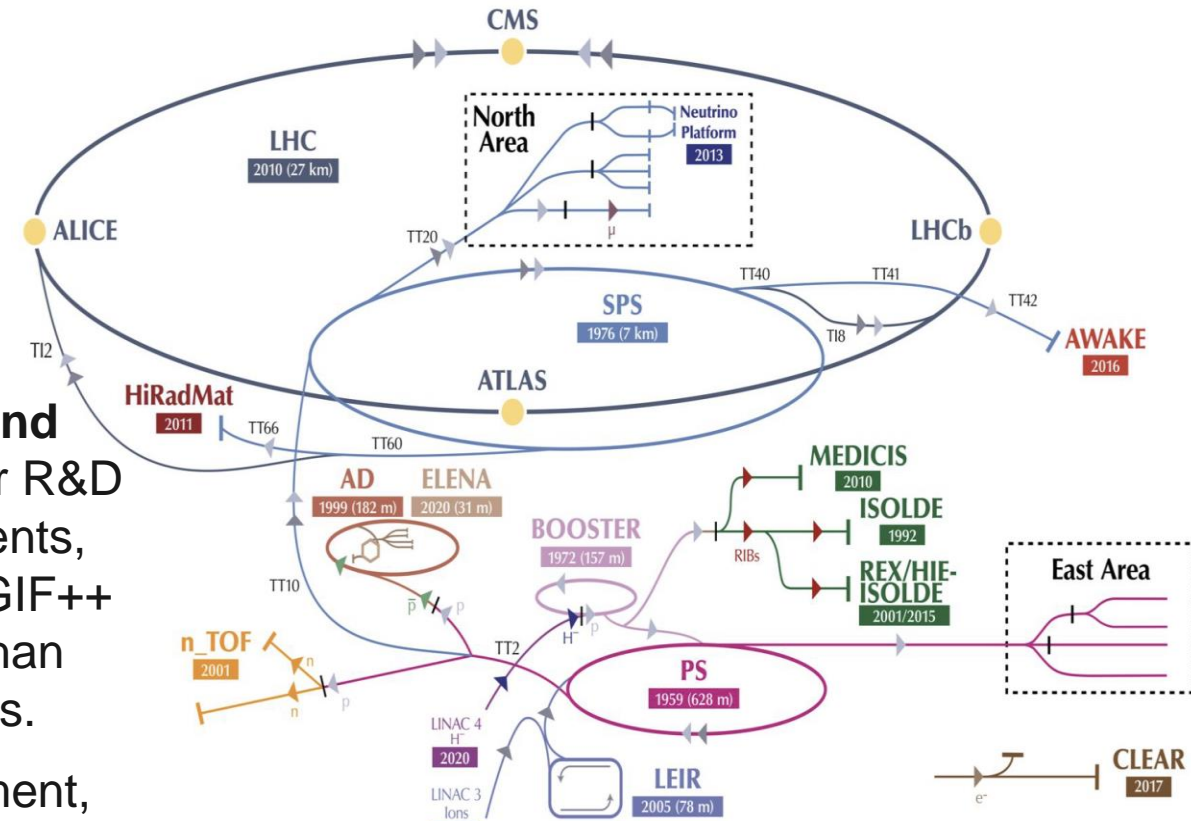 CMS
North
Area
Neutrino
Platform
2013
LHC
2010 (27 km)
μ
ALICE
LHCb
TT20
TT40
TT41
TT42
SPS
1976 (7 km)
TI8
AWAKE
2016
TI2
ATLAS
HiRadMat
2011
TT66
TT60
nd
r R&D
ents,
GIF++
nan
s.
nent,
AD
1999 (182 m)
ELENA
2020 (31 m)
TT10
p̄
p
BOOSTER
1972 (157 m)
H⁻
p
MEDICIS
2010
ISOLDE
1992
RIBs
REX/HIE-
ISOLDE
2001/2015
East Area
n_TOF
2001
n
n
p
TT2
PS
1959 (628 m)
LINAC 4
H⁻
2020
LINAC 3
Ions
LEIR
2005 (78 m)
CLEAR
2017
e⁻